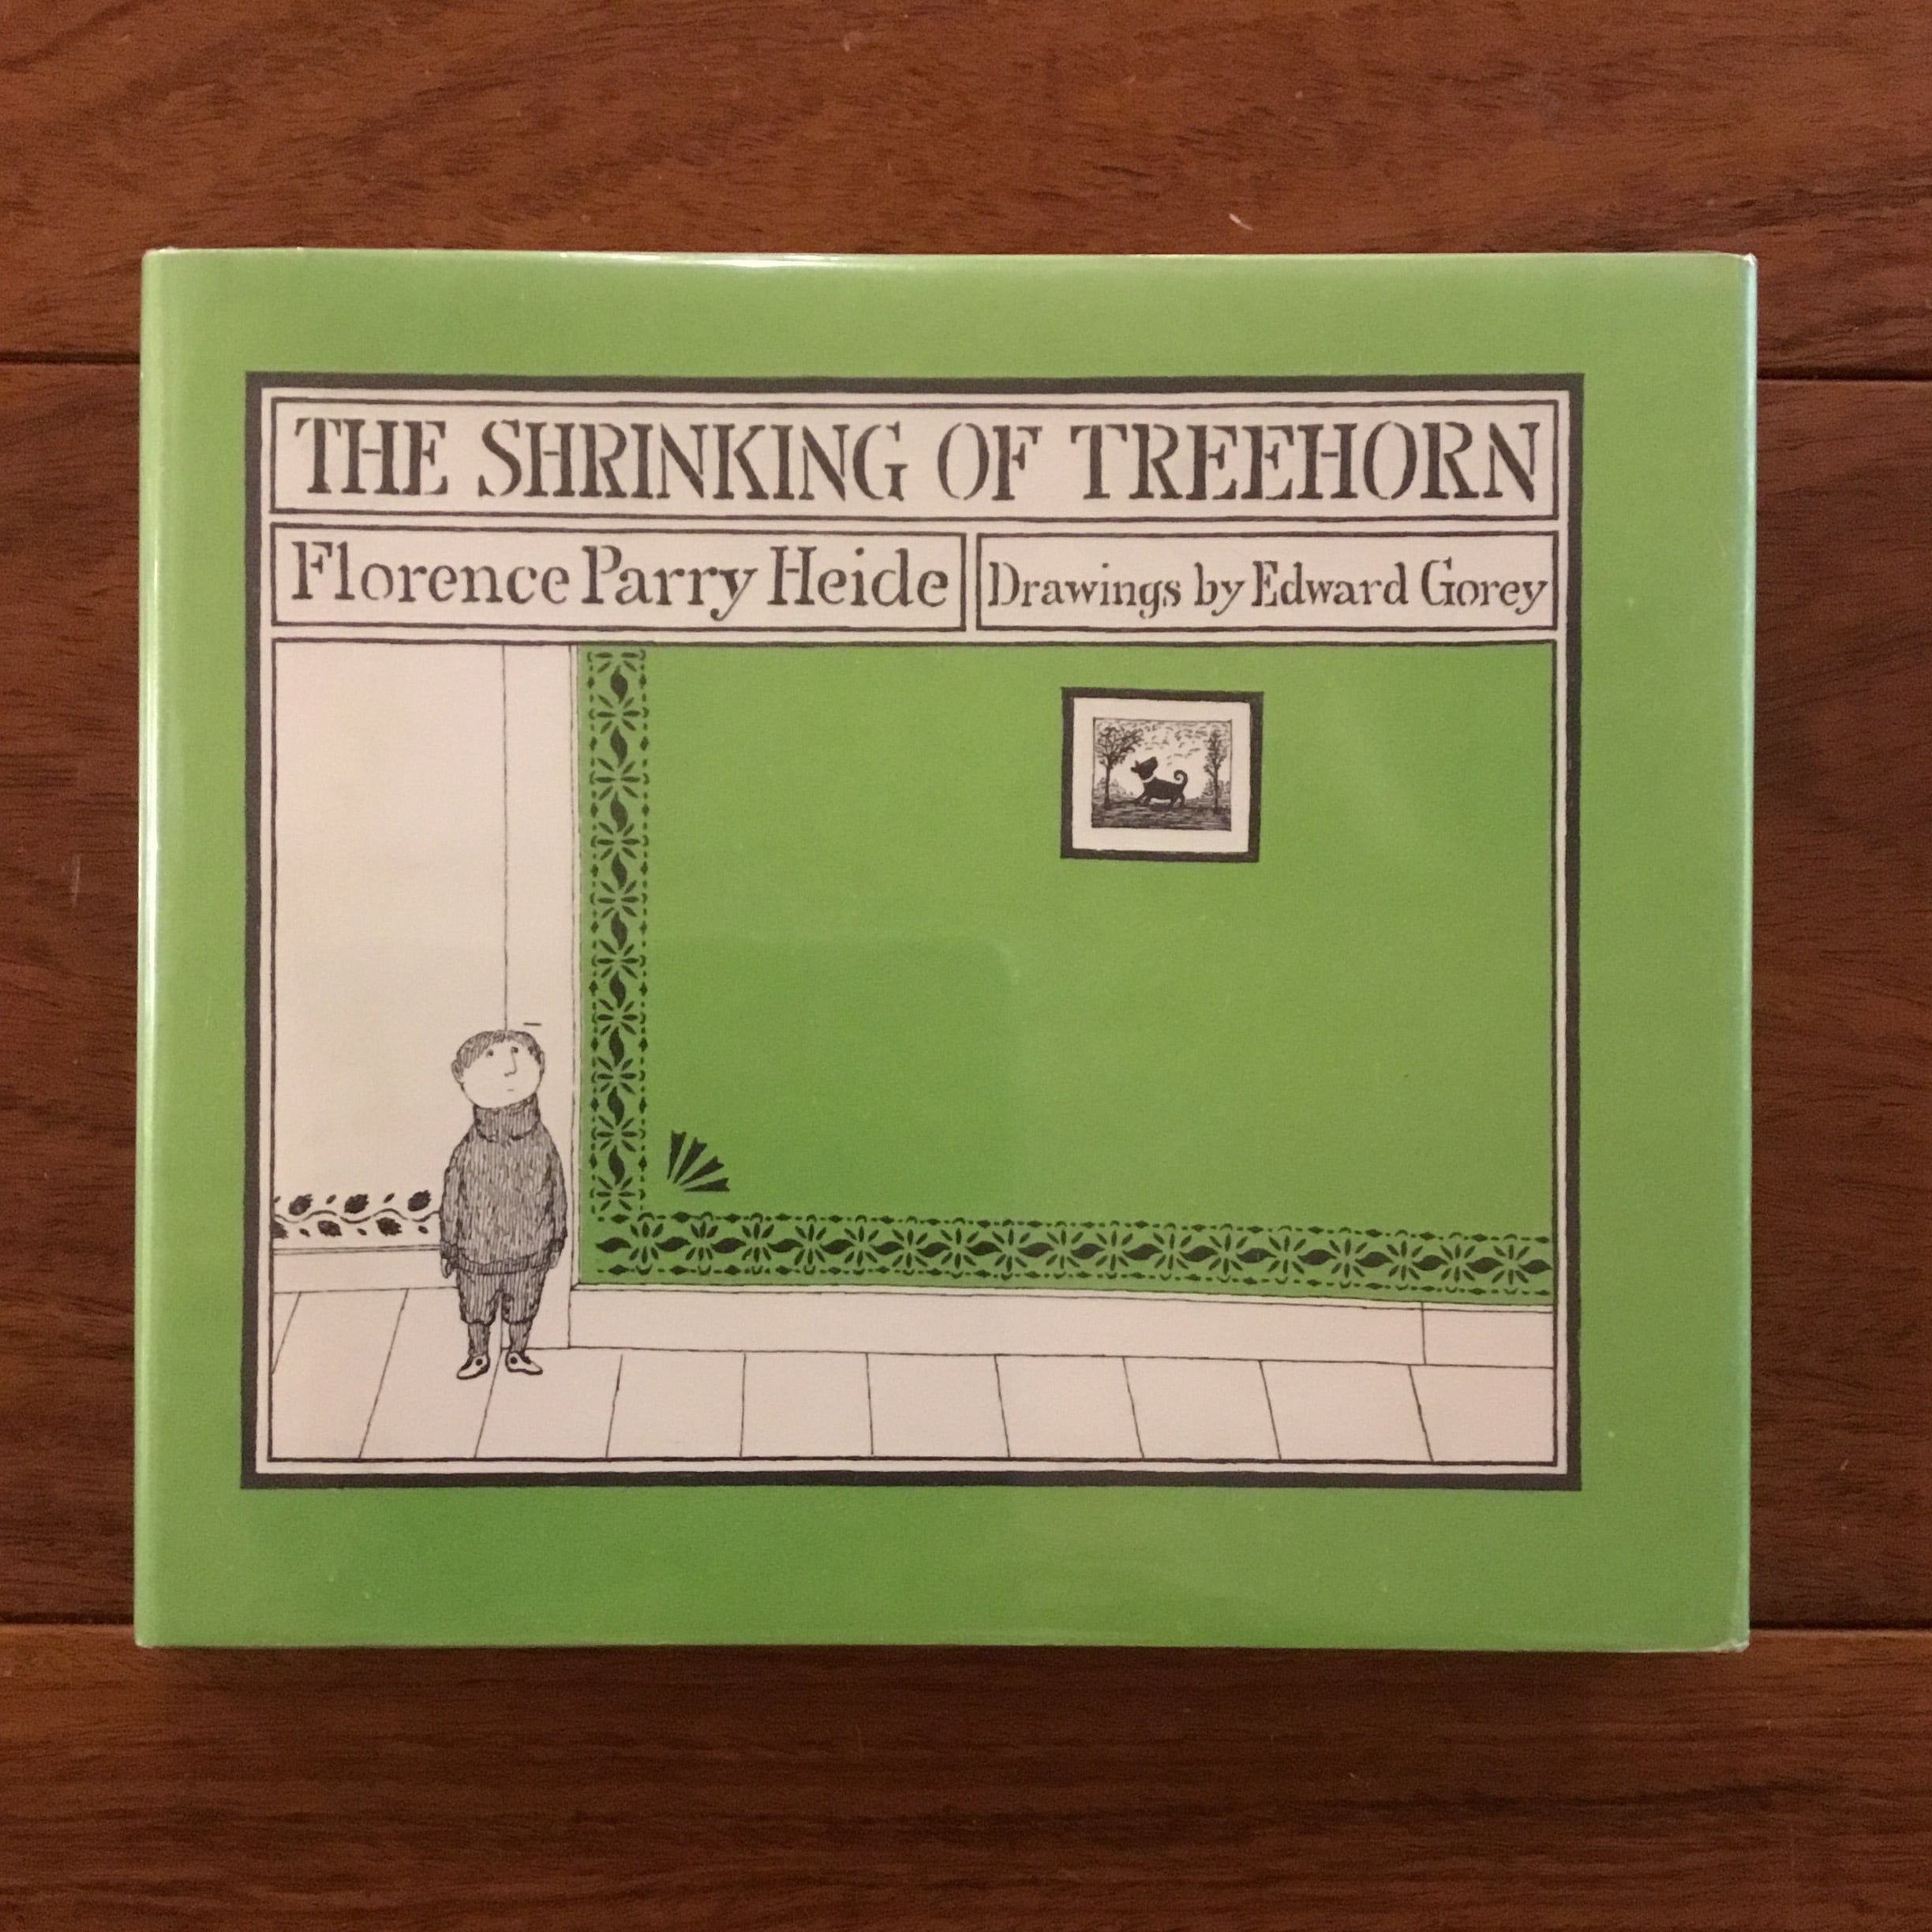 THE SHRINKING OF TREEHORN
Florence Parry Heide
Drawings by Edward Gorey